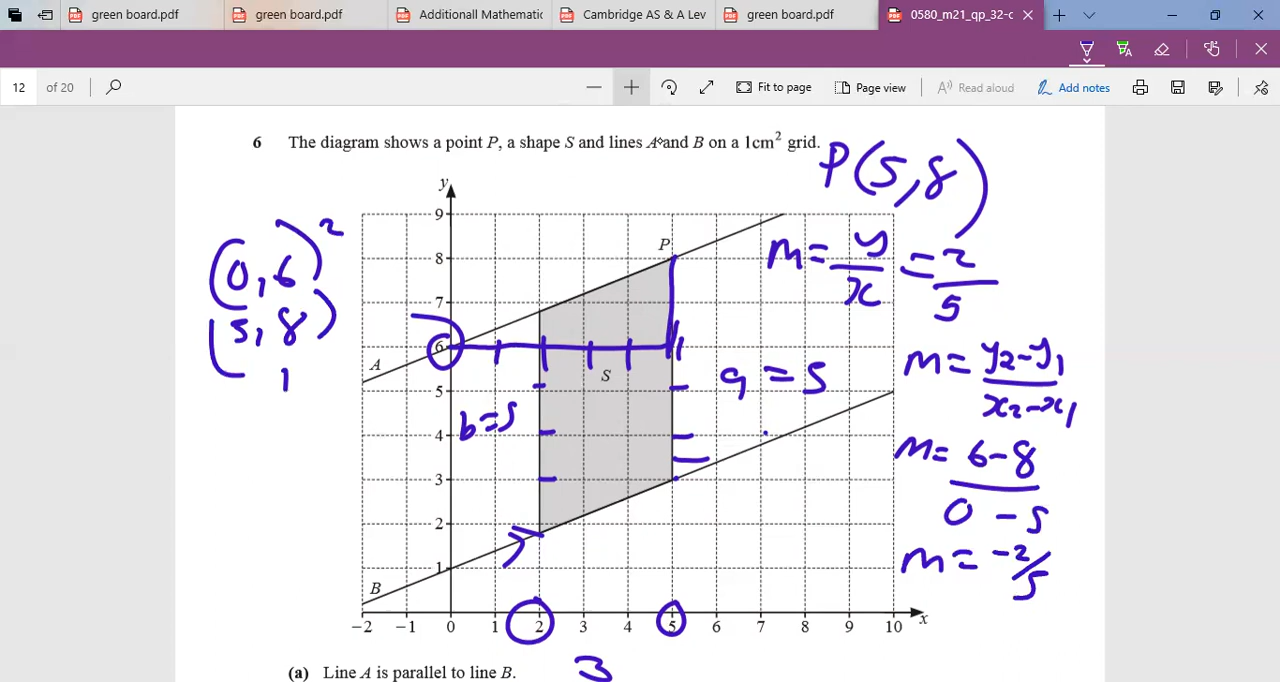 green board.pdf
green board.pdf
Additionall Mathematic
Cambridge AS & A Lev
green board.pdf
0580_m21_qp_32-c
12 of 20
Fit to page
Page view
Read aloud
Add notes
6 The diagram shows a point P, a shape S and lines A and B on a 1cm² grid.
P(5,8)
y
9
8
7
6
5
4
3
2
1
−2 −1 0 1 2 3 4 5 6 7 8 9 10 x
P
A
S
B
(0,6) 2
(5,8)
1
b=5
a=5
m= y/x = 2/5
m= y2-y1/x2-x1
m= 6-8
0-5
m= -2/5
3
(a) Line A is parallel to line B.